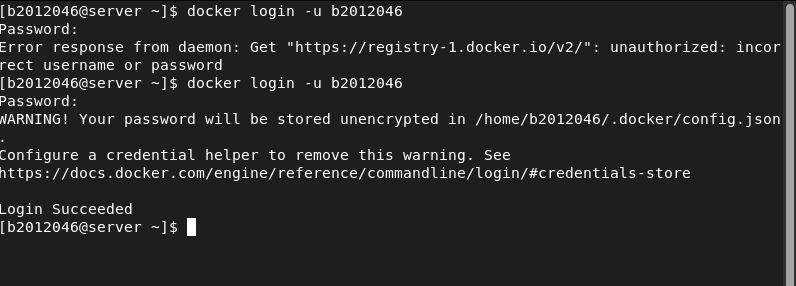 [b2012046@server ~]$ docker login -u b2012046
Password:
Error response from daemon: Get "https://registry-1.docker.io/v2/": unauthorized: incor
rect username or password
[b2012046@server ~]$ docker login -u b2012046
Password:
WARNING! Your password will be stored unencrypted in /home/b2012046/.docker/config.json
.
Configure a credential helper to remove this warning. See
https://docs.docker.com/engine/reference/commandline/login/#credentials-store

Login Succeeded
[b2012046@server ~]$